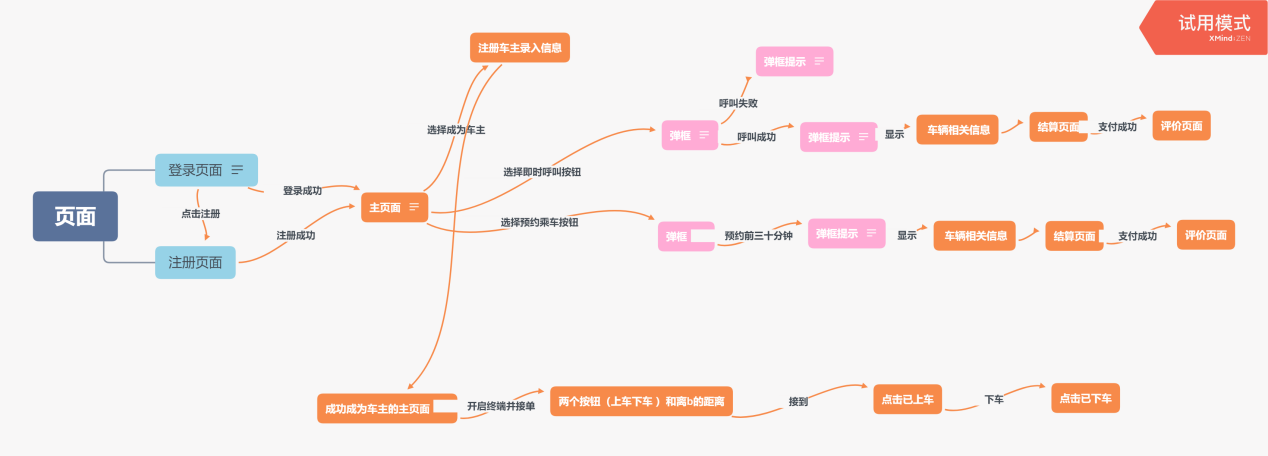 试用模式
XMind:ZEN
注册车主录入信息
弹框提示
呼叫失败
选择成为车主
弹框
呼叫成功
弹框提示
显示
车辆相关信息
结算页面
支付成功
评价页面
登录页面
选择即时呼叫按钮
登录成功
页面
点击注册
主页面
选择预约乘车按钮
注册成功
弹框
预约前三十分钟
弹框提示
显示
车辆相关信息
结算页面
支付成功
评价页面
注册页面
成功成为车主的主页面
开启终端并接单
两个按钮（上车下车 ）和离b的距离
接到
点击已上车
下车
点击已下车